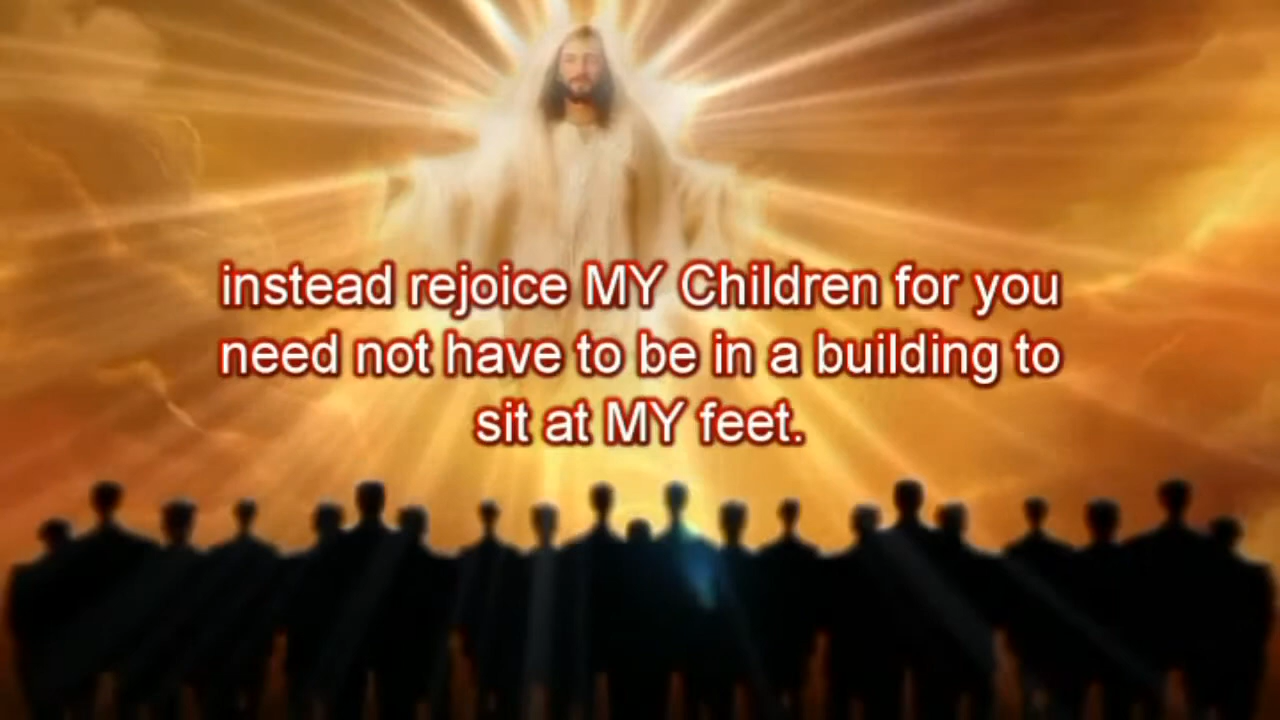 instead rejoice MY Children for you
need not have to be in a building to
sit at MY feet.